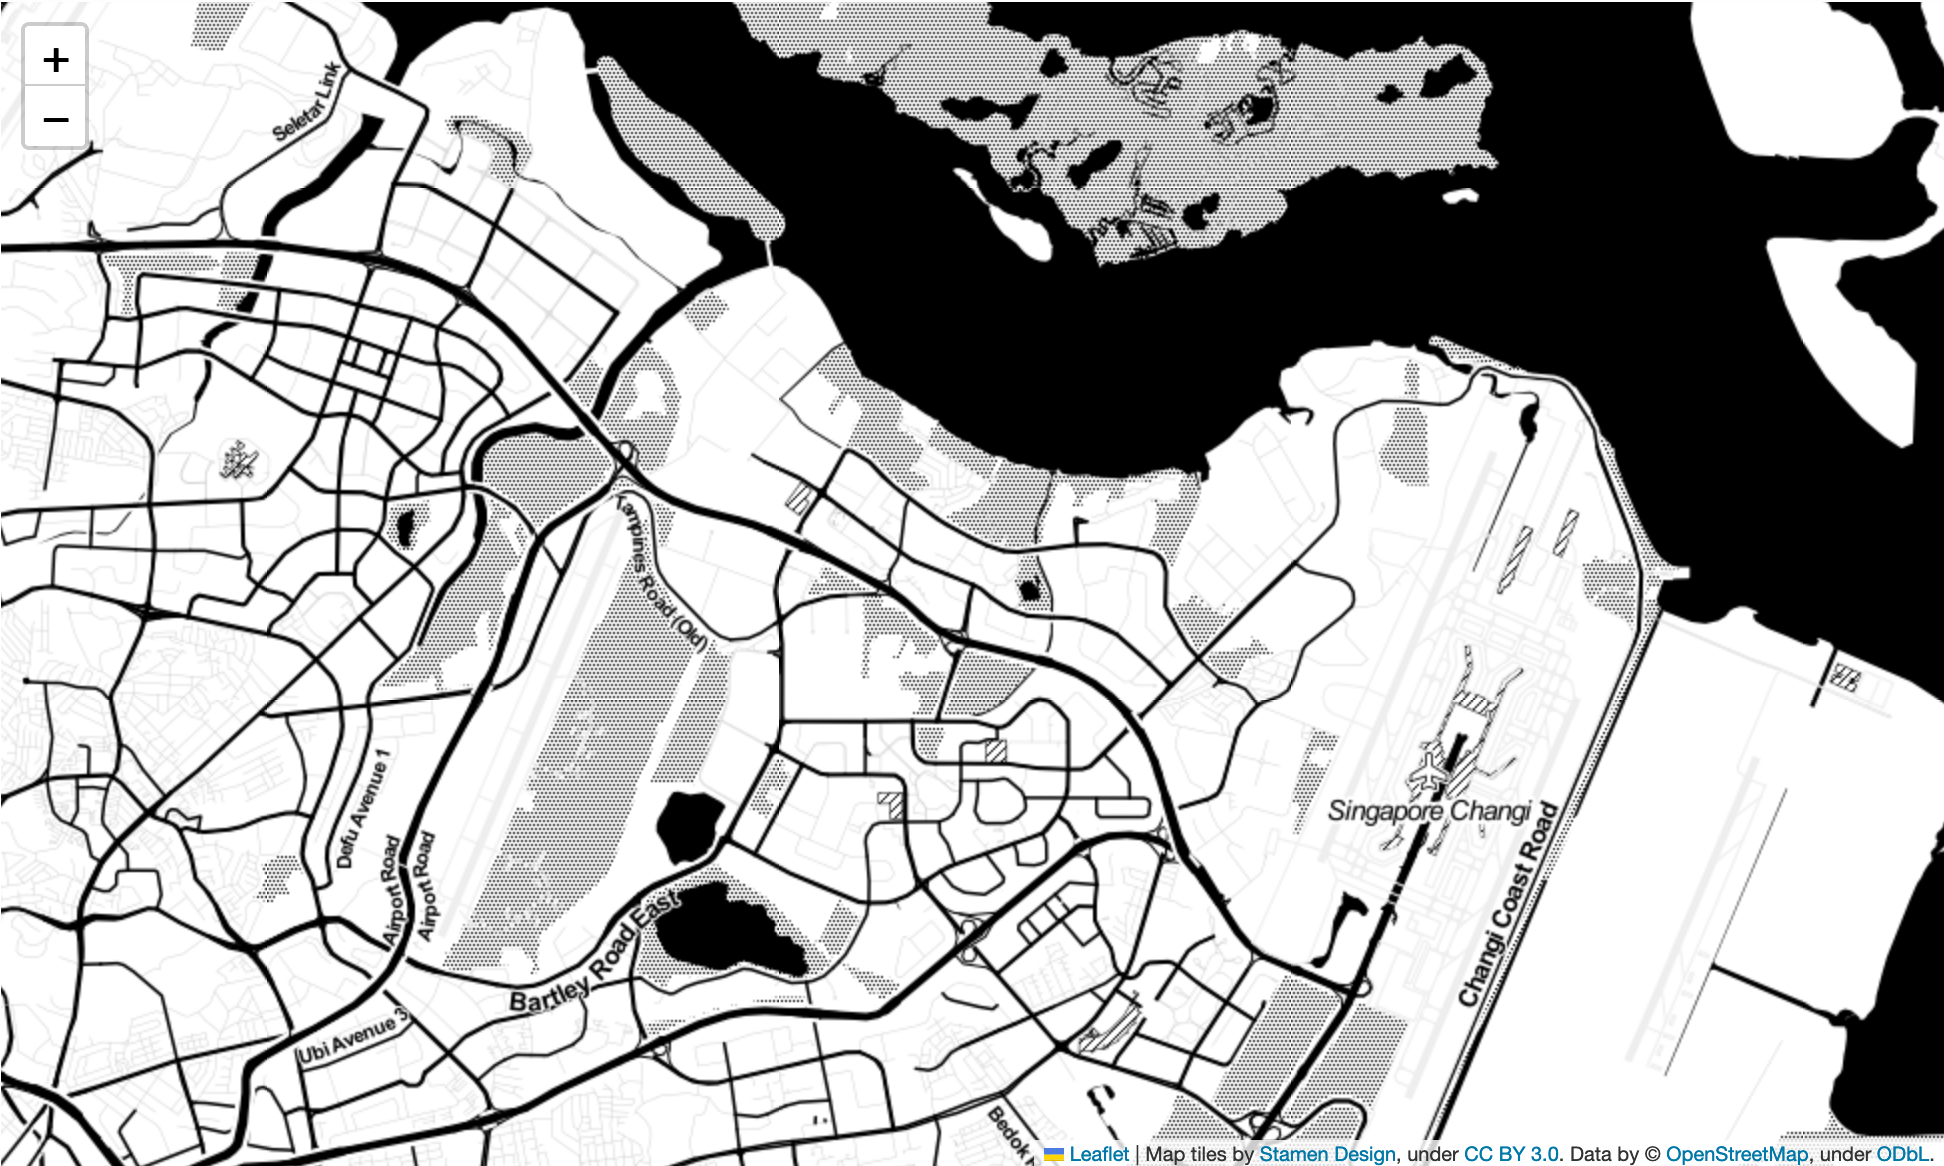 +
−
Seletar Link
Tampines Road (Old)
Defu Avenue 1
Airport Road
Airport Road
Singapore Changi
Changi Coast Road
Bartley Road East
Ubi Avenue 3
Bedok
Leaflet | Map tiles by Stamen Design, under CC BY 3.0. Data by © OpenStreetMap, under ODbL.